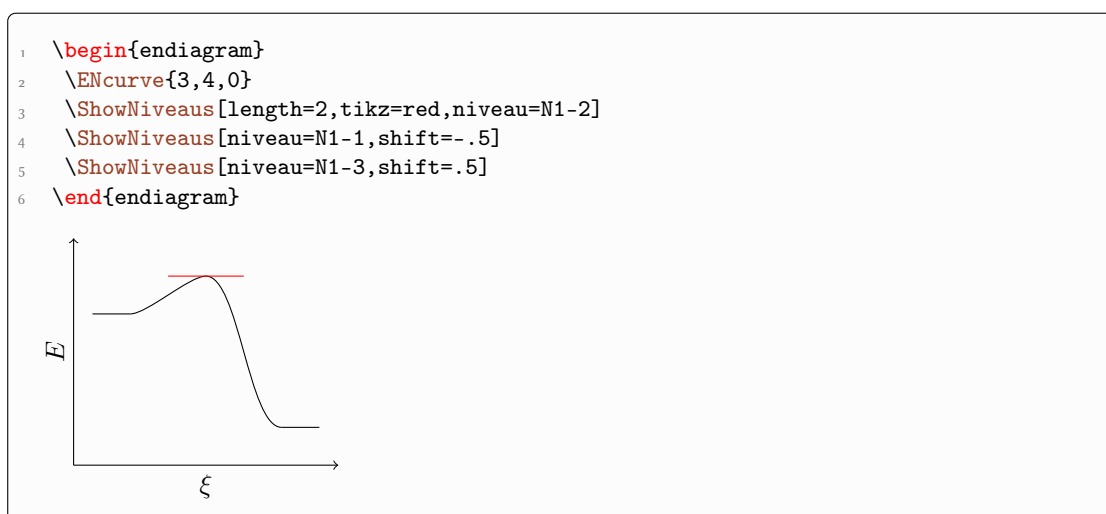 1 \begin{endiagram}
2 \ENcurve{3,4,0}
3 \ShowNiveaus[length=2,tikz=red,niveau=N1-2]
4 \ShowNiveaus[niveau=N1-1,shift=-.5]
5 \ShowNiveaus[niveau=N1-3,shift=.5]
6 \end{endiagram}
E
ξ